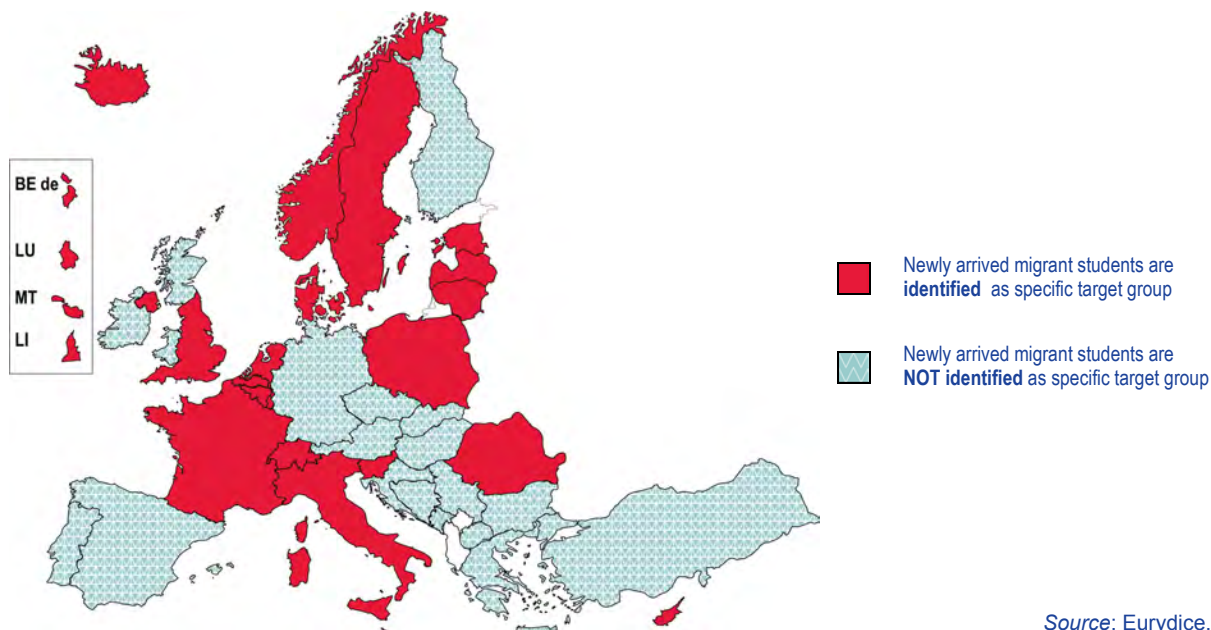 BE de
LU
MT
LI
Newly arrived migrant students are
identified as specific target group
Newly arrived migrant students are
NOT identified as specific target group
Source: Eurydice.